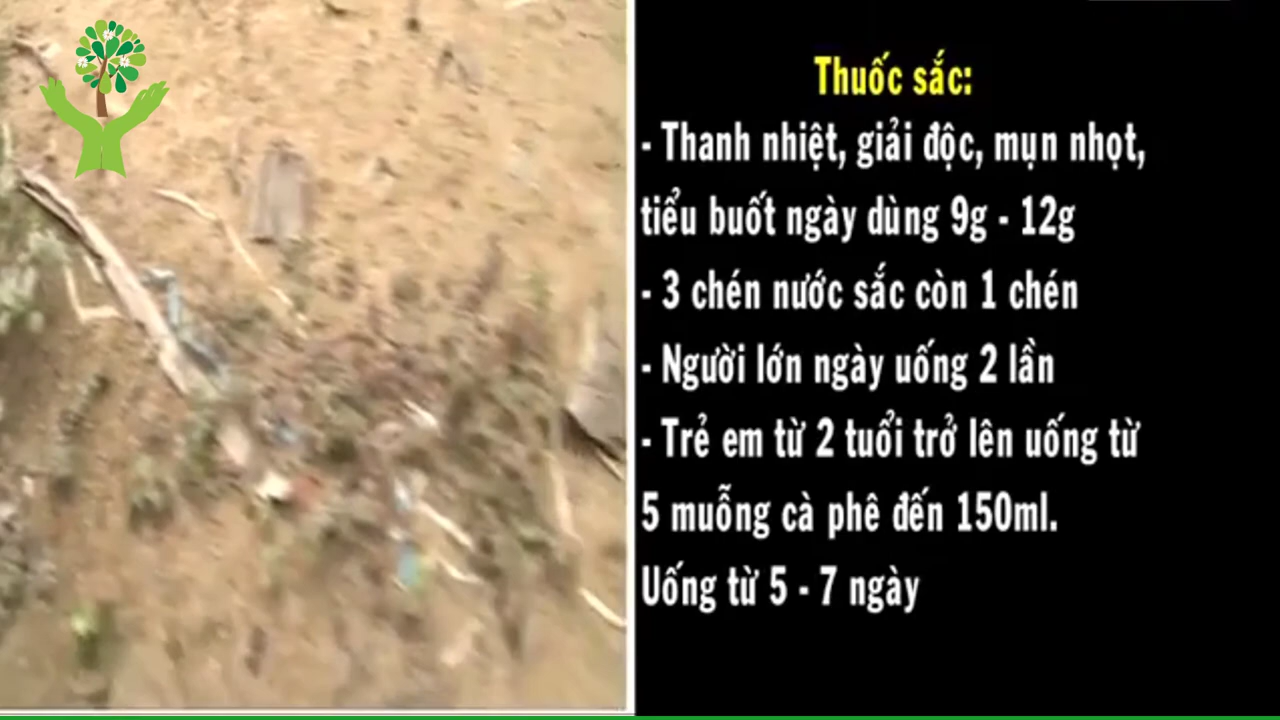 Thuốc sắc:
- Thanh nhiệt, giải độc, mụn nhọt,
tiểu buốt ngày dùng 9g - 12g
- 3 chén nước sắc còn 1 chén
- Người lớn ngày uống 2 lần
- Trẻ em từ 2 tuổi trở lên uống từ
5 muỗng cà phê đến 150ml.
Uống từ 5 - 7 ngày